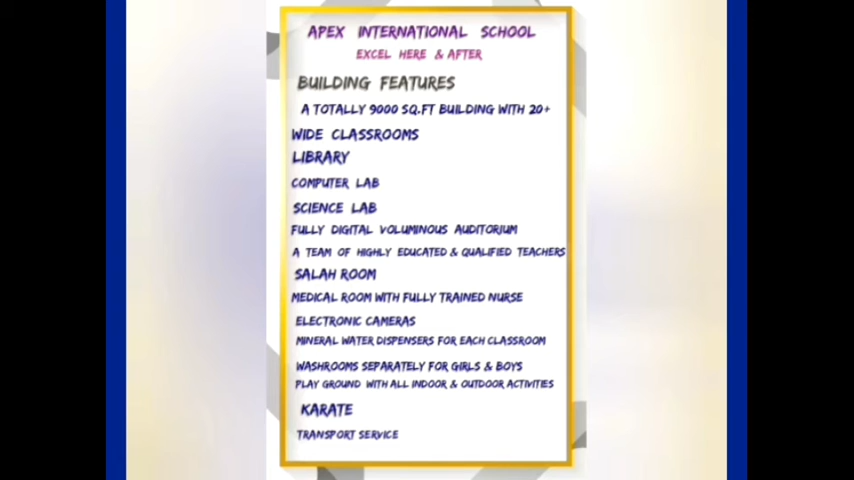 APEX INTERNATIONAL SCHOOL
EXCEL HERE & AFTER
BUILDING FEATURES
A TOTALLY 9000 SQ.FT BUILDING WITH 20+
WIDE CLASSROOMS
LIBRARY
COMPUTER LAB
SCIENCE LAB
FULLY DIGITAL VOLUMINOUS AUDITORIUM
A TEAM OF HIGHLY EDUCATED & QUALIFIED TEACHERS
SALAH ROOM
MEDICAL ROOM WITH FULLY TRAINED NURSE
ELECTRONIC CAMERAS
MINERAL WATER DISPENSERS FOR EACH CLASSROOM
WASHROOMS SEPARATELY FOR GIRLS & BOYS
PLAY GROUND WITH ALL INDOOR & OUTDOOR ACTIVITIES
KARATE
TRANSPORT SERVICE